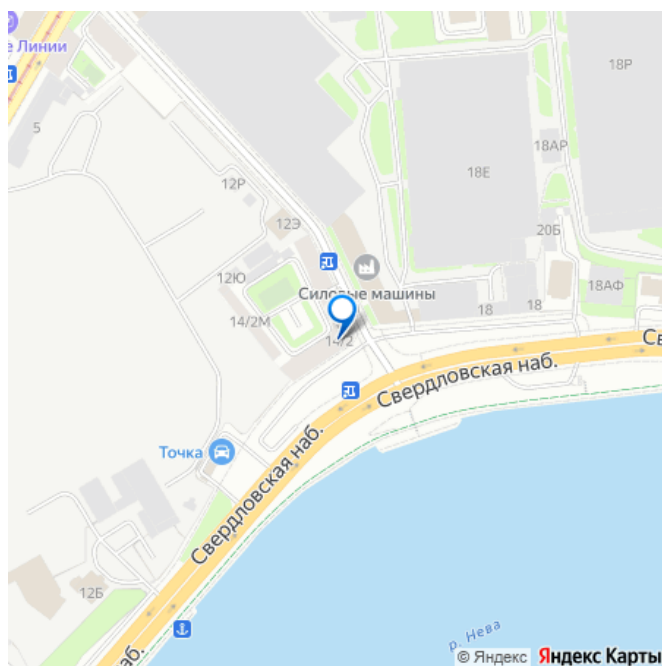 е Линии
18Р
5
18АР
18Е
12Р
20Б
12Э
12Ю
Силовые машины
18АФ
18
18
14/2М
14/2
Св
Свердловская наб.
Точка
Свердловская наб.
12Б
р. Нева
аб.
© Яндекс Яндекс Карты